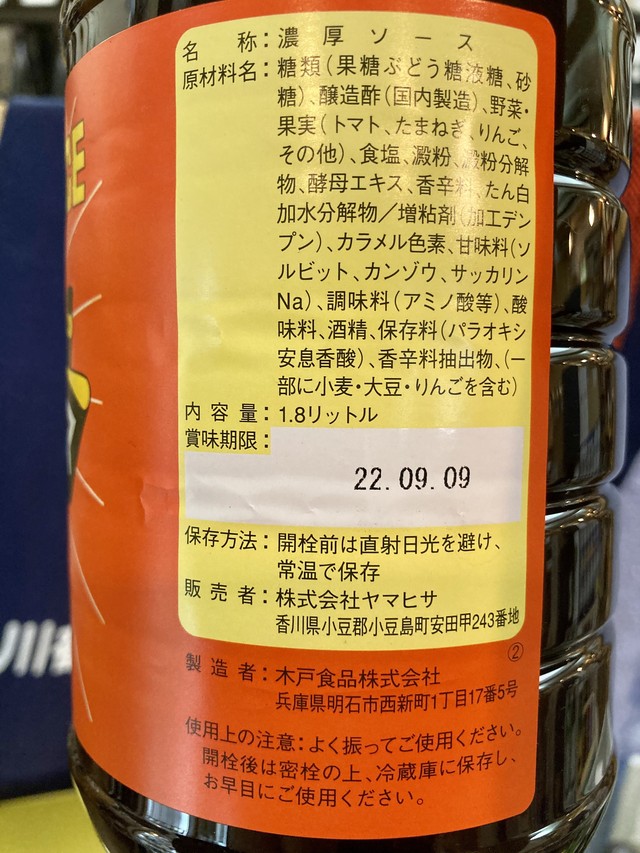 名称：濃厚ソース
原材料名：糖類（果糖ぶどう糖液糖、砂
糖）、醸造酢（国内製造）、野菜・
果実（トマト、たまねぎ、りんご、
その他）、食塩、澱粉、澱粉分解
物、酵母エキス、香辛料、たん白
加水分解物／増粘剤（加工デン
プン）、カラメル色素、甘味料（ソ
ルビット、カンゾウ、サッカリン
Na）、調味料（アミノ酸等）、酸
味料、酒精、保存料（パラオキシ
安息香酸）、香辛料抽出物、（一
部に小麦・大豆・りんごを含む）
内容量：1.8リットル
賞味期限：
22.09.09
保存方法：開栓前は直射日光を避け、
常温で保存
販売者：株式会社ヤマヒサ
香川県小豆郡小豆島町安田甲243番地
②
製造者：木戸食品株式会社
兵庫県明石市西新町1丁目17番5号
使用上の注意：よく振ってご使用ください。
開栓後は密栓の上、冷蔵庫に保存し、
お早目にご使用ください。